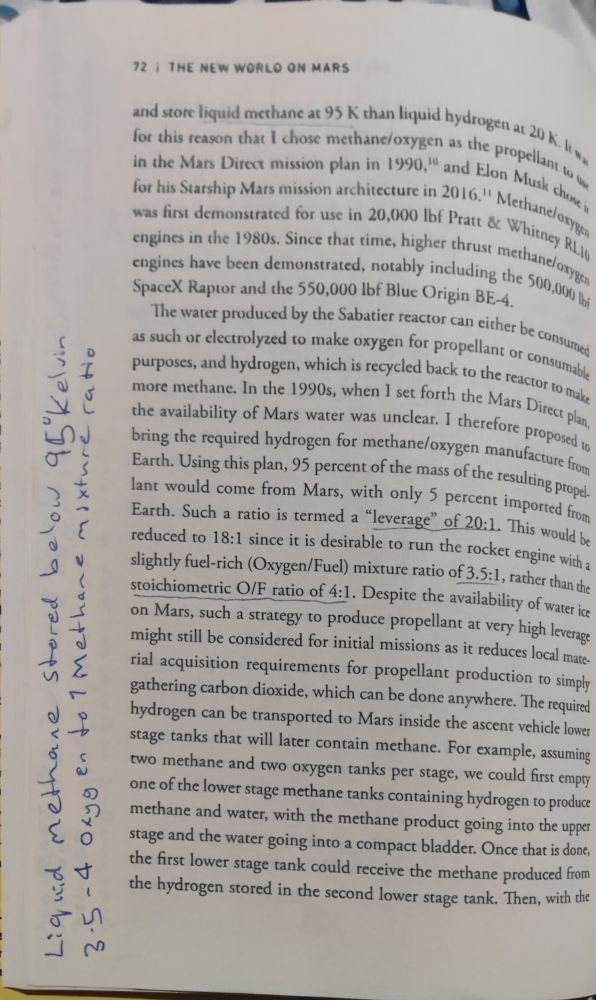 72 | THE NEW WORLD ON MARS
and store liquid methane at 95 K than liquid hydrogen at 20 K. It was
for this reason that I chose methane/oxygen as the propellant to use
in the Mars Direct mission plan in 1990,¹⁰ and Elon Musk chose it
for his Starship Mars mission architecture in 2016.¹¹ Methane/oxygen
was first demonstrated for use in 20,000 lbf Pratt & Whitney RL10
engines in the 1980s. Since that time, higher thrust methane/oxygen
engines have been demonstrated, notably including the 500,000 lbf
SpaceX Raptor and the 550,000 lbf Blue Origin BE-4.
The water produced by the Sabatier reactor can either be consumed
as such or electrolyzed to make oxygen for propellant or consumable
purposes, and hydrogen, which is recycled back to the reactor to make
more methane. In the 1990s, when I set forth the Mars Direct plan,
the availability of Mars water was unclear. I therefore proposed to
bring the required hydrogen for methane/oxygen manufacture from
Earth. Using this plan, 95 percent of the mass of the resulting propel-
lant would come from Mars, with only 5 percent imported from
Earth. Such a ratio is termed a “leverage” of 20:1. This would be
reduced to 18:1 since it is desirable to run the rocket engine with a
slightly fuel-rich (Oxygen/Fuel) mixture ratio of 3.5:1, rather than the
stoichiometric O/F ratio of 4:1. Despite the availability of water ice
on Mars, such a strategy to produce propellant at very high leverage
might still be considered for initial missions as it reduces local mate-
rial acquisition requirements for propellant production to simply
gathering carbon dioxide, which can be done anywhere. The required
hydrogen can be transported to Mars inside the ascent vehicle lower
stage tanks that will later contain methane. For example, assuming
two methane and two oxygen tanks per stage, we could first empty
one of the lower stage methane tanks containing hydrogen to produce
methane and water, with the methane product going into the upper
stage and the water going into a compact bladder. Once that is done,
the first lower stage tank could receive the methane produced from
the hydrogen stored in the second lower stage tank. Then, with the
Liquid methane stored below 95°Kelvin
3.5-4 oxygen to 1 Methane mixture ratio